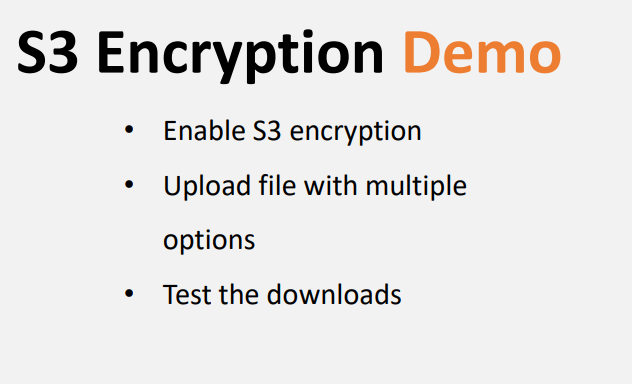 S3 Encryption Demo
• Enable S3 encryption
• Upload file with multiple
options
• Test the downloads